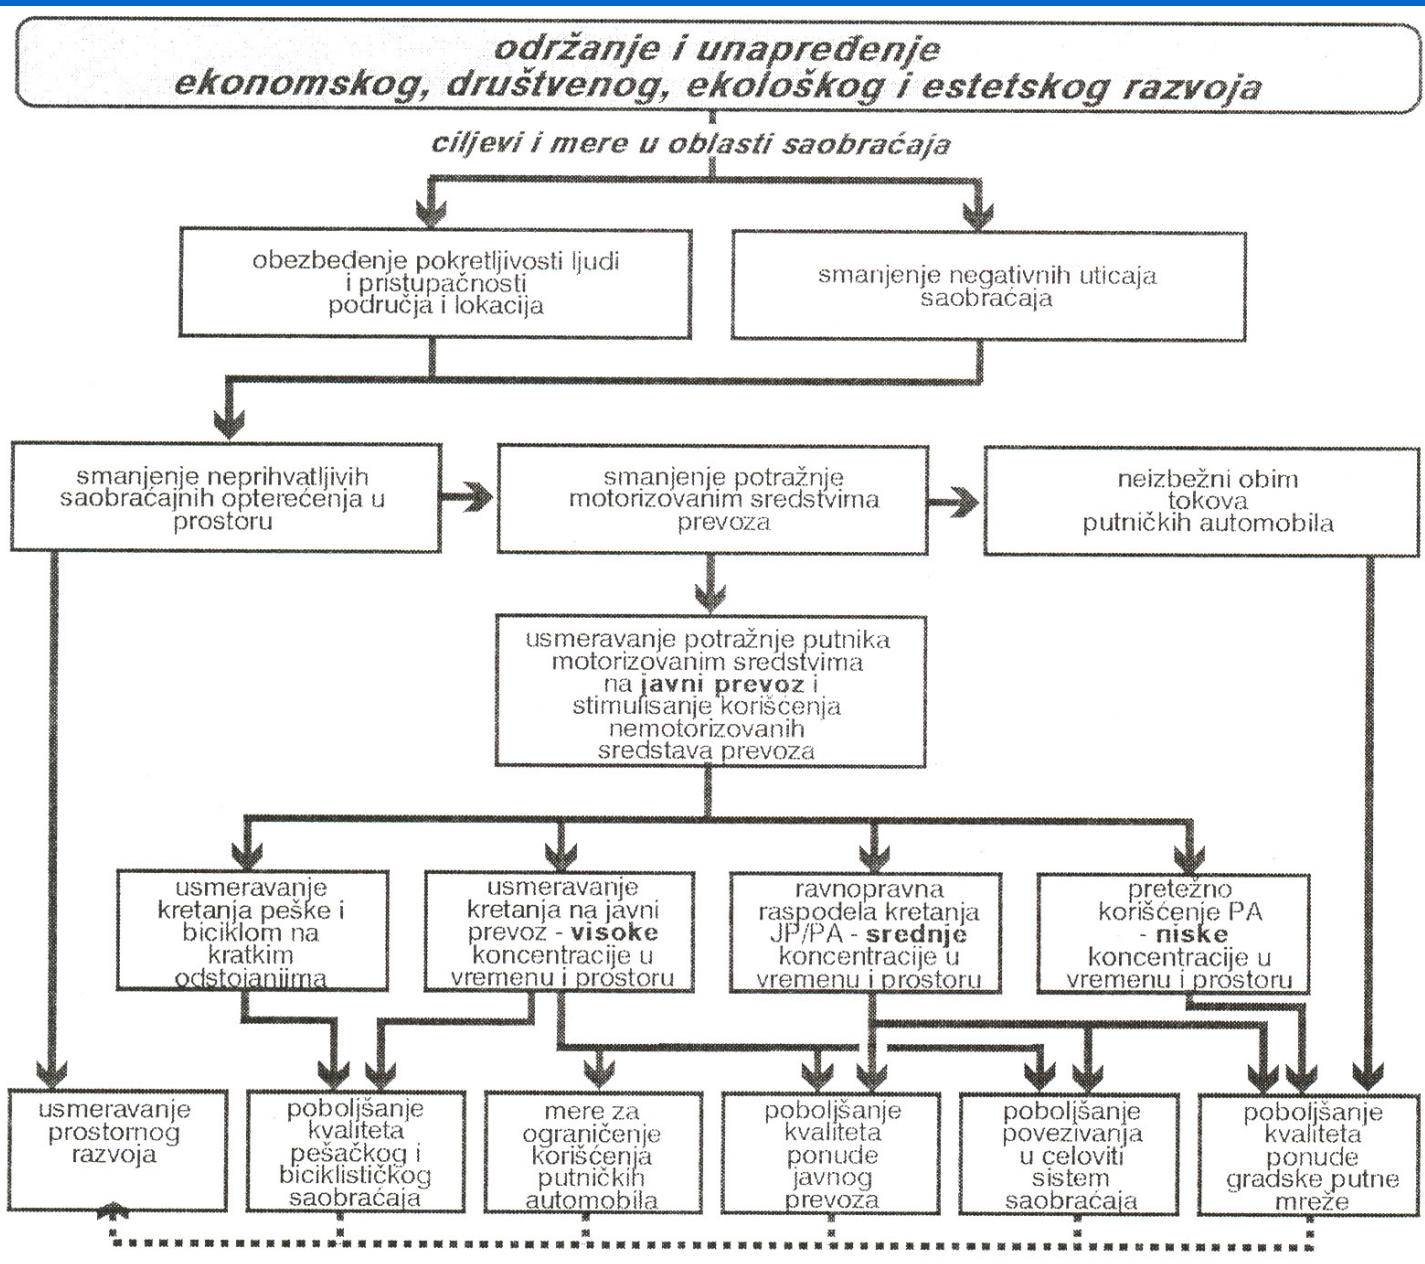 održanje i unapređenje
ekonomskog, društvenog, ekološkog i estetskog razvoja
ciljevi i mere u oblasti saobraćaja
obezbeđenje pokretljivosti ljudi
i pristupačnosti
područja i lokacija
smanjenje negativnih uticaja
saobraćaja
smanjenje neprihvatljivih
saobraćajnih opterećenja u
prostoru
smanjenje potražnje
motorizovanim sredstvima
prevoza
neizbežni obim
tokova
putničkih automobila
usmeravanje potražnje putnika
motorizovanim sredstvima
na javni prevoz i
stimulisanje korišćenja
nemotorizovanih
sredstava prevoza
usmeravanje
kretanja peške i
biciklom na
kratkim
odstojanjima
usmeravanje
kretanja na javni
prevoz - visoke
koncentracije u
vremenu i prostoru
ravnopravna
raspodela kretanja
JP/PA - srednje
koncentracije u
vremenu i prostoru
pretežno
korišćenje PA
- niske
koncentracije u
vremenu i prostoru
usmeravanje
prostornog
razvoja
poboljšanje
kvaliteta
pešačkog i
biciklističkog
saobraćaja
mere za
ograničenje
korišćenja
putničkih
automobila
poboljšanje
kvaliteta
ponude
javnog
prevoza
poboljšanje
povezivanja
u celoviti
sistem
saobraćaja
poboljšanje
kvaliteta
ponude
gradske putne
mreže